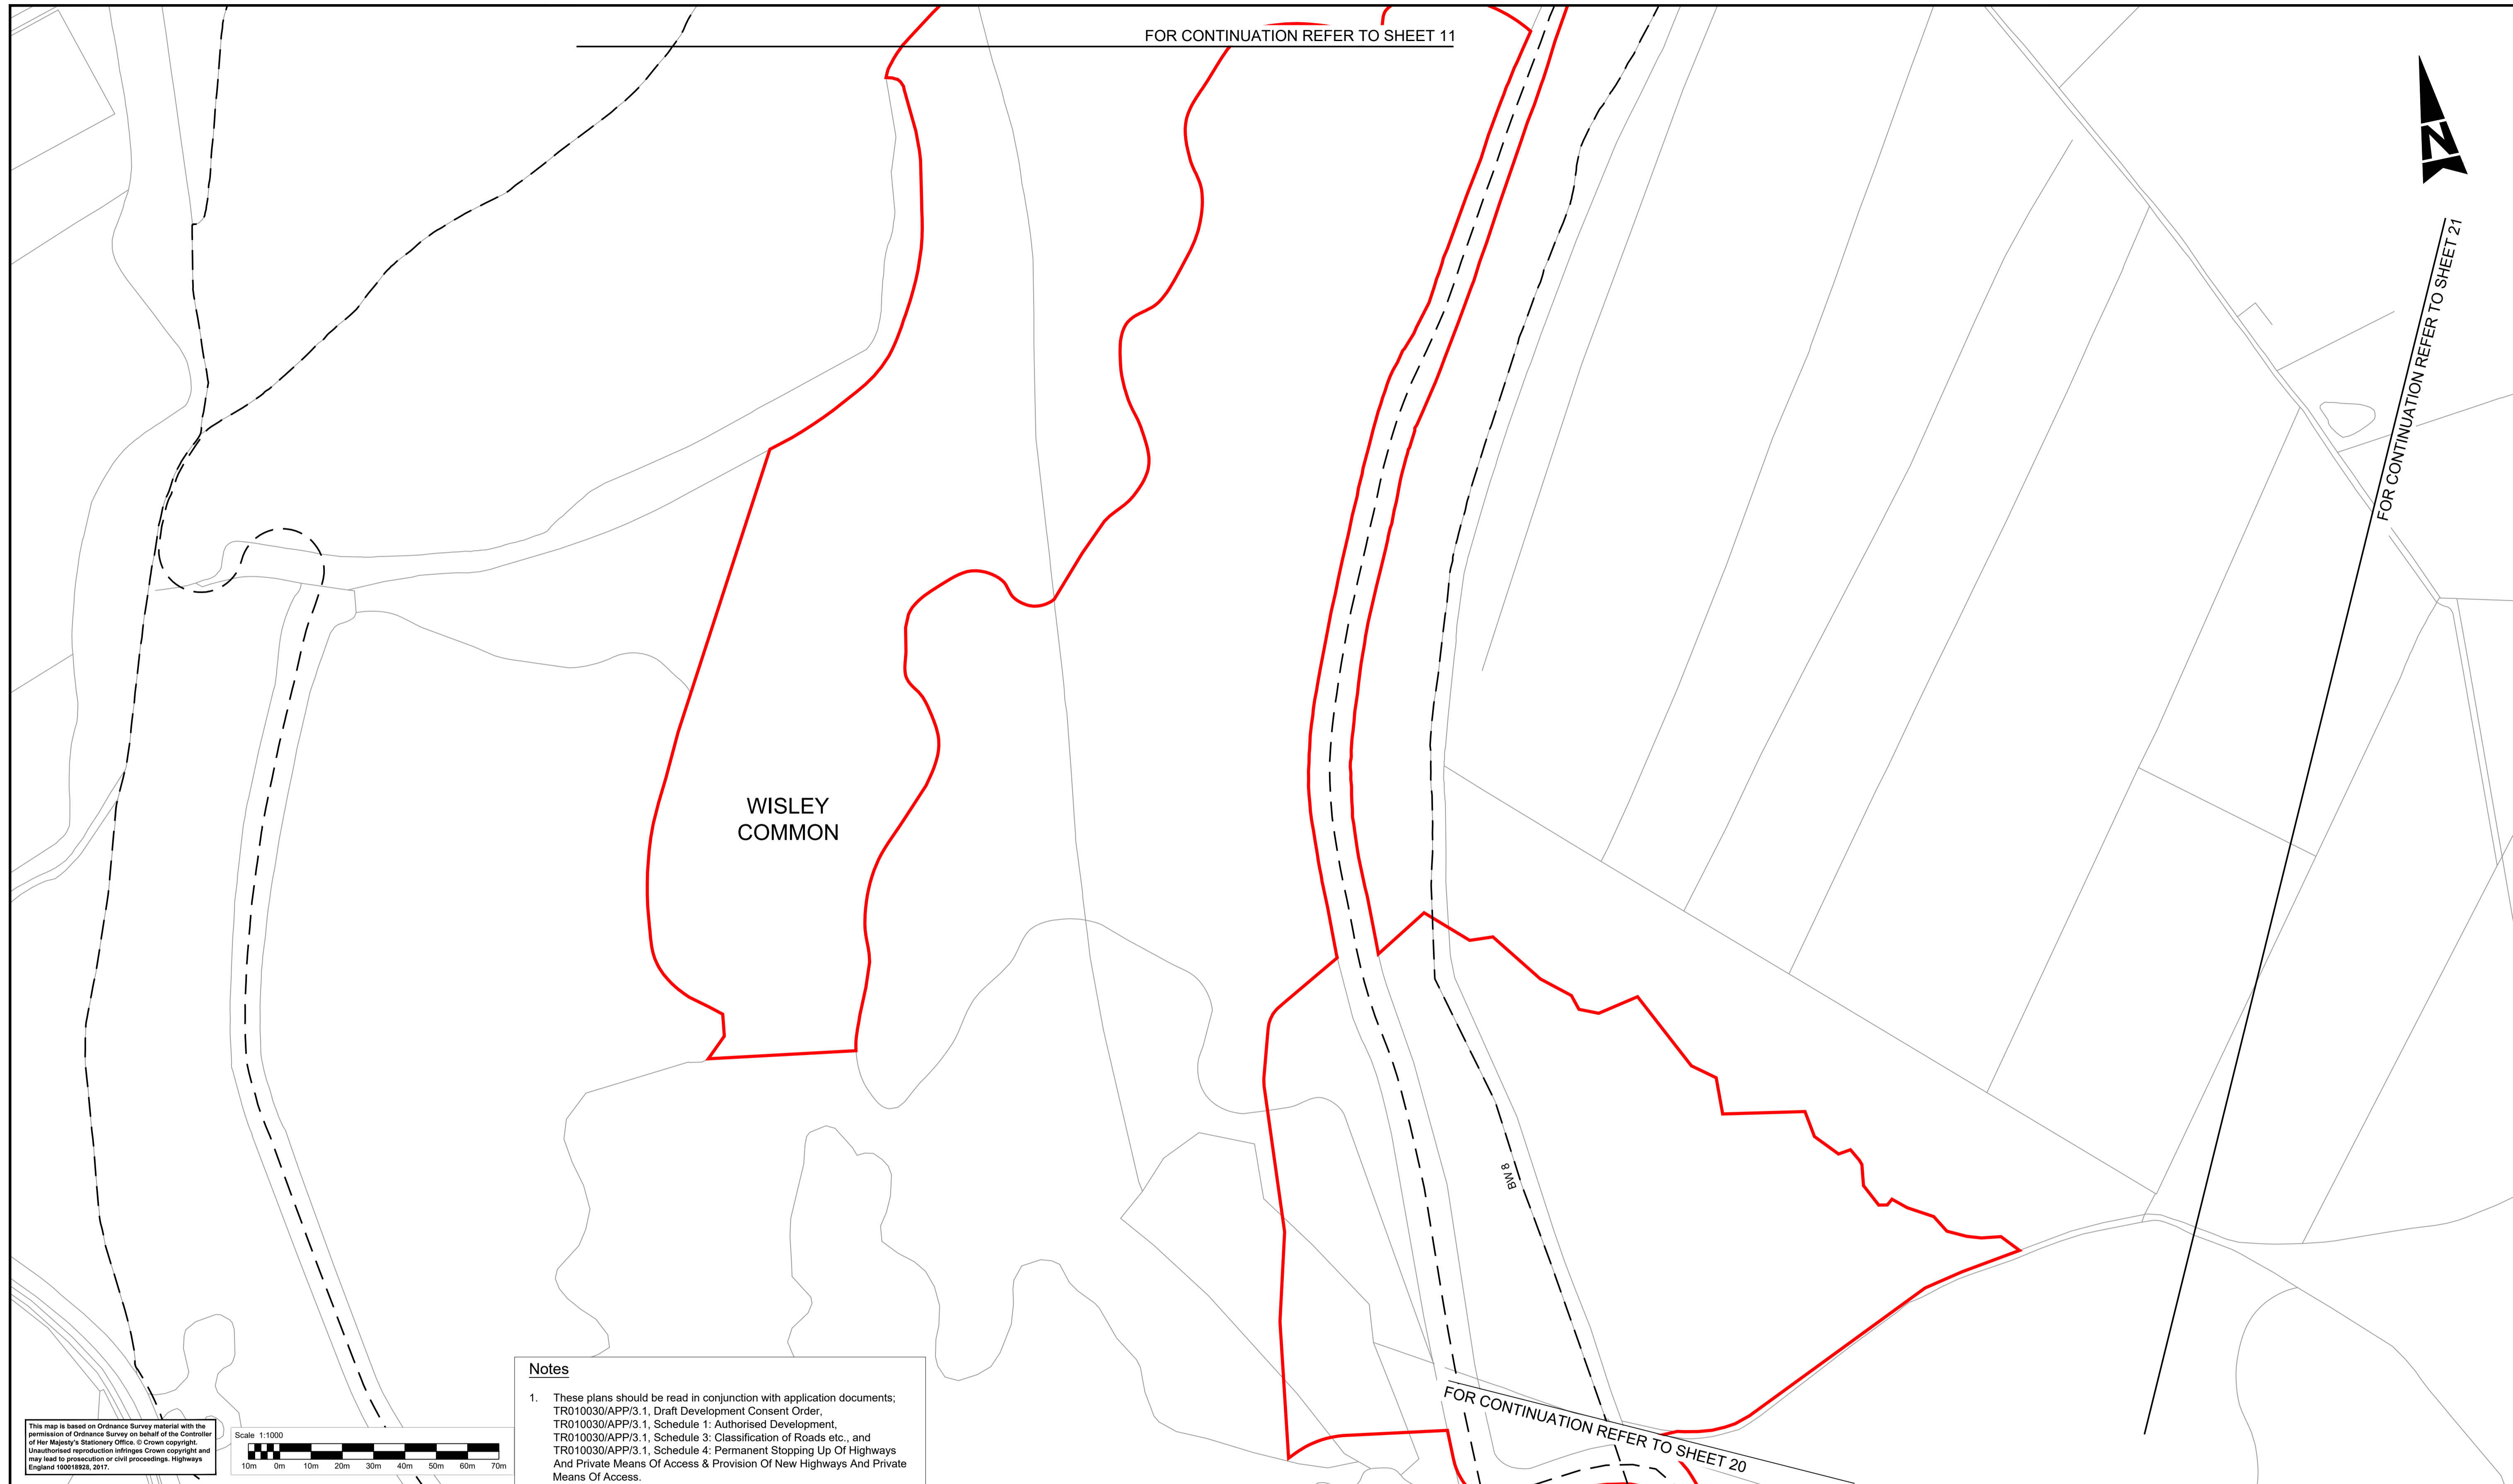 FOR CONTINUATION REFER TO SHEET 11
N
FOR CONTINUATION REFER TO SHEET 21
WISLEY
COMMON
BW 8
FOR CONTINUATION REFER TO SHEET 20
Notes
1. These plans should be read in conjunction with application documents;
TR010030/APP/3.1, Draft Development Consent Order,
TR010030/APP/3.1, Schedule 1: Authorised Development,
TR010030/APP/3.1, Schedule 3: Classification of Roads etc., and
TR010030/APP/3.1, Schedule 4: Permanent Stopping Up Of Highways
And Private Means Of Access & Provision Of New Highways And Private
Means Of Access.
This map is based on Ordnance Survey material with the
permission of Ordnance Survey on behalf of the Controller
of Her Majesty's Stationery Office. © Crown copyright.
Unauthorised reproduction infringes Crown copyright and
may lead to prosecution or civil proceedings. Highways
England 100018928, 2017.
Scale 1:1000
10m 0m 10m 20m 30m 40m 50m 60m 70m